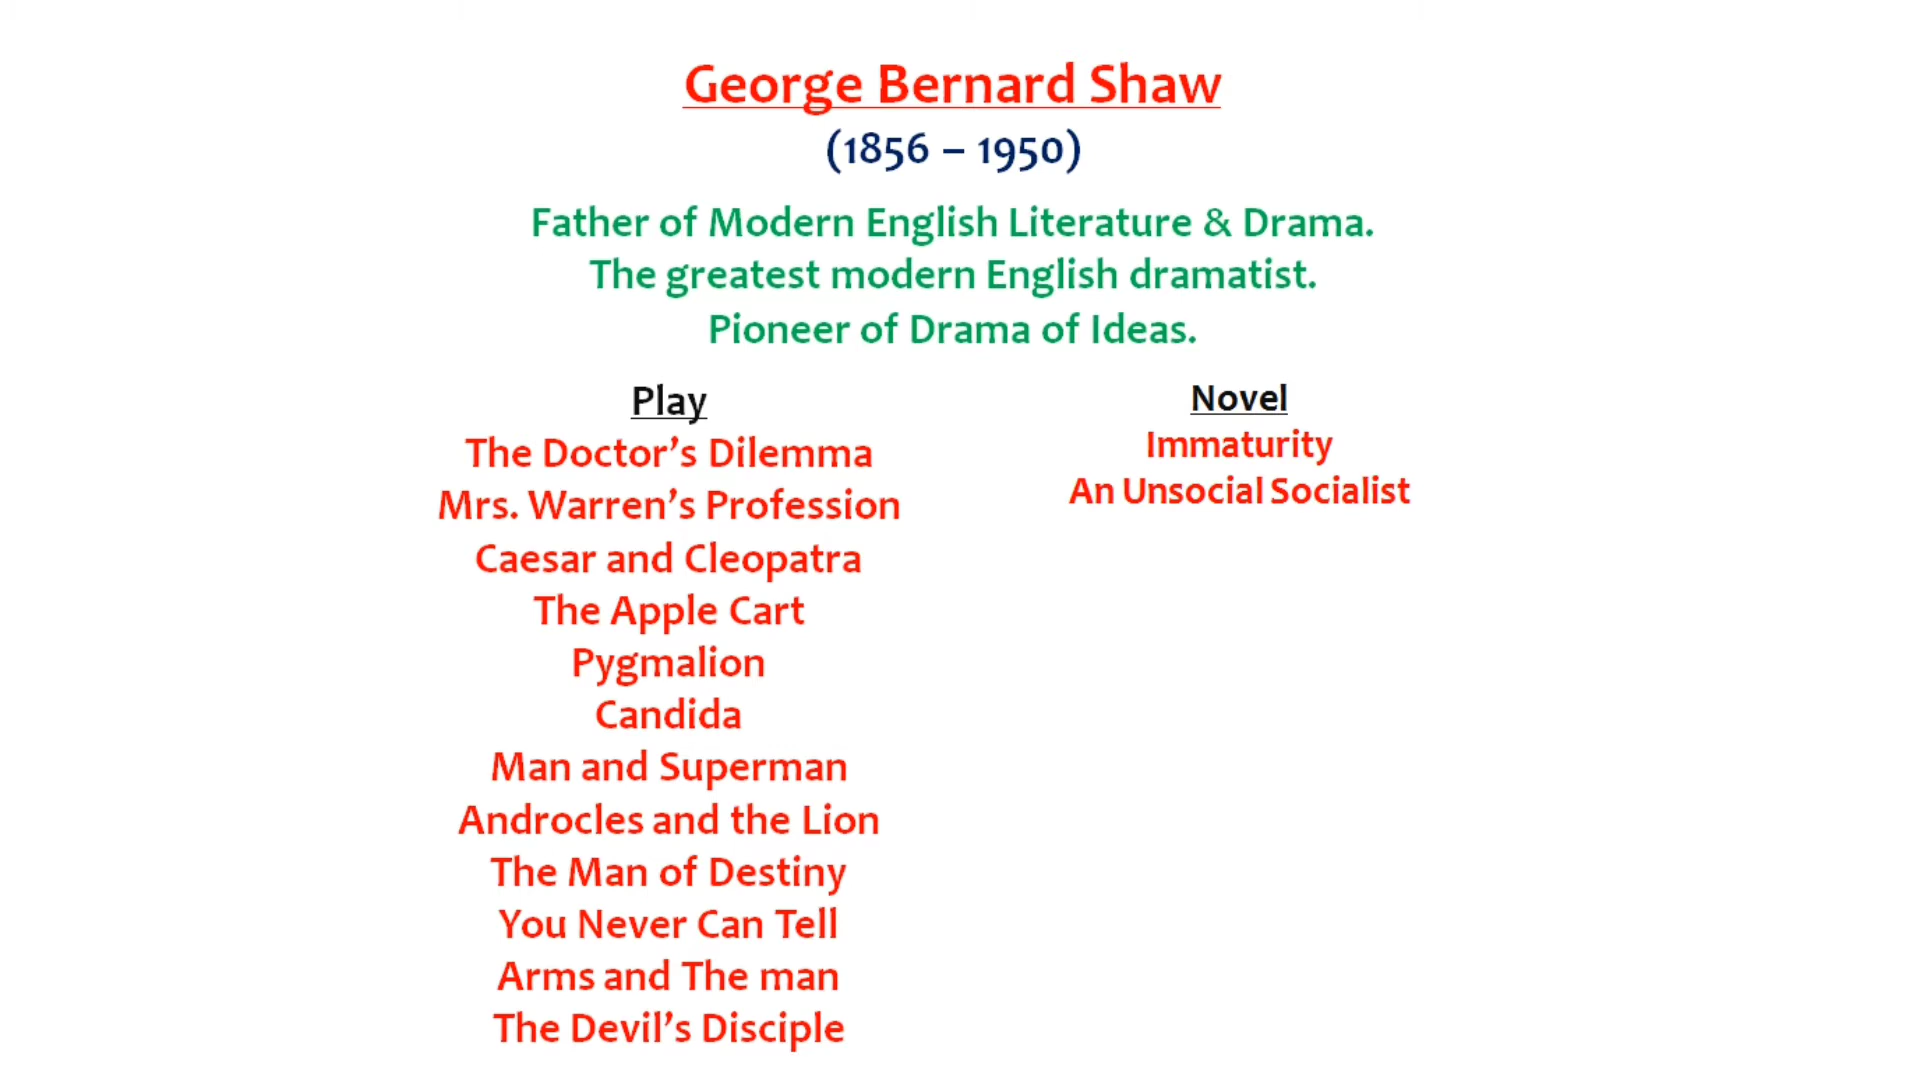 George Bernard Shaw
(1856 – 1950)
Father of Modern English Literature & Drama.
The greatest modern English dramatist.
Pioneer of Drama of Ideas.
Play
The Doctor’s Dilemma
Mrs. Warren’s Profession
Caesar and Cleopatra
The Apple Cart
Pygmalion
Candida
Man and Superman
Androcles and the Lion
The Man of Destiny
You Never Can Tell
Arms and The man
The Devil’s Disciple
Novel
Immaturity
An Unsocial Socialist